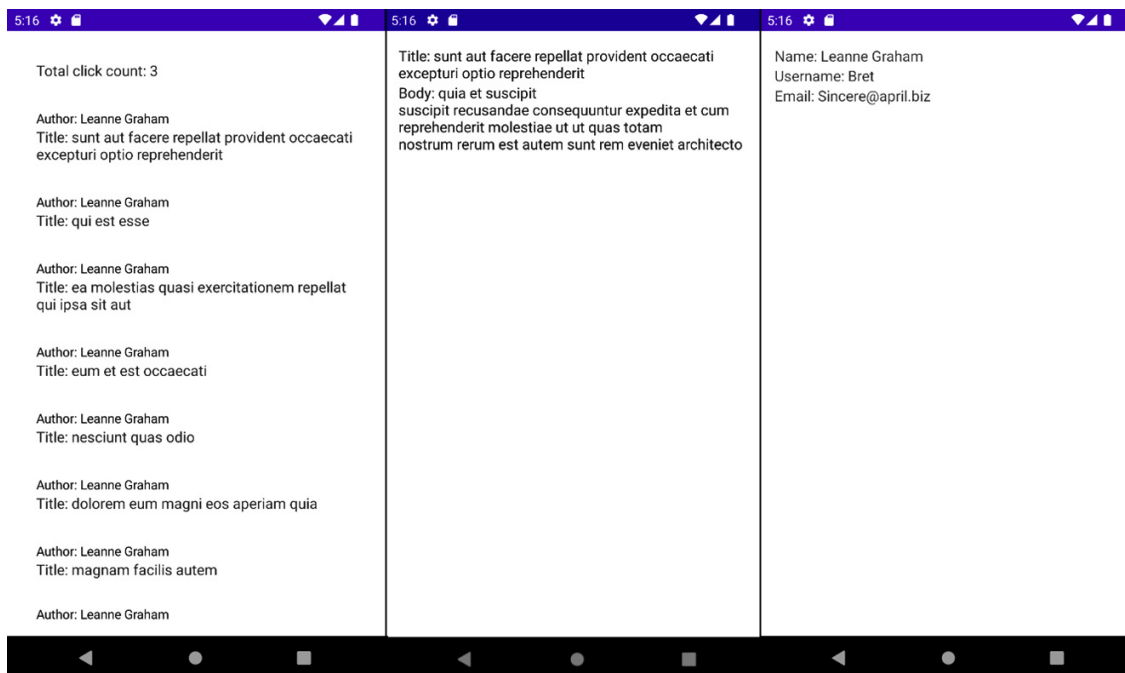 5:16
Total click count: 3
Author: Leanne Graham
Title: sunt aut facere repellat provident occaecati
excepturi optio reprehenderit
Author: Leanne Graham
Title: qui est esse
Author: Leanne Graham
Title: ea molestias quasi exercitationem repellat
qui ipsa sit aut
Author: Leanne Graham
Title: eum et est occaecati
Author: Leanne Graham
Title: nesciunt quas odio
Author: Leanne Graham
Title: dolorem eum magni eos aperiam quia
Author: Leanne Graham
Title: magnam facilis autem
Author: Leanne Graham
5:16
Title: sunt aut facere repellat provident occaecati
excepturi optio reprehenderit
Body: quia et suscipit
suscipit recusandae consequuntur expedita et cum
reprehenderit molestiae ut ut quas totam
nostrum rerum est autem sunt rem eveniet architecto
5:16
Name: Leanne Graham
Username: Bret
Email: Sincere@april.biz